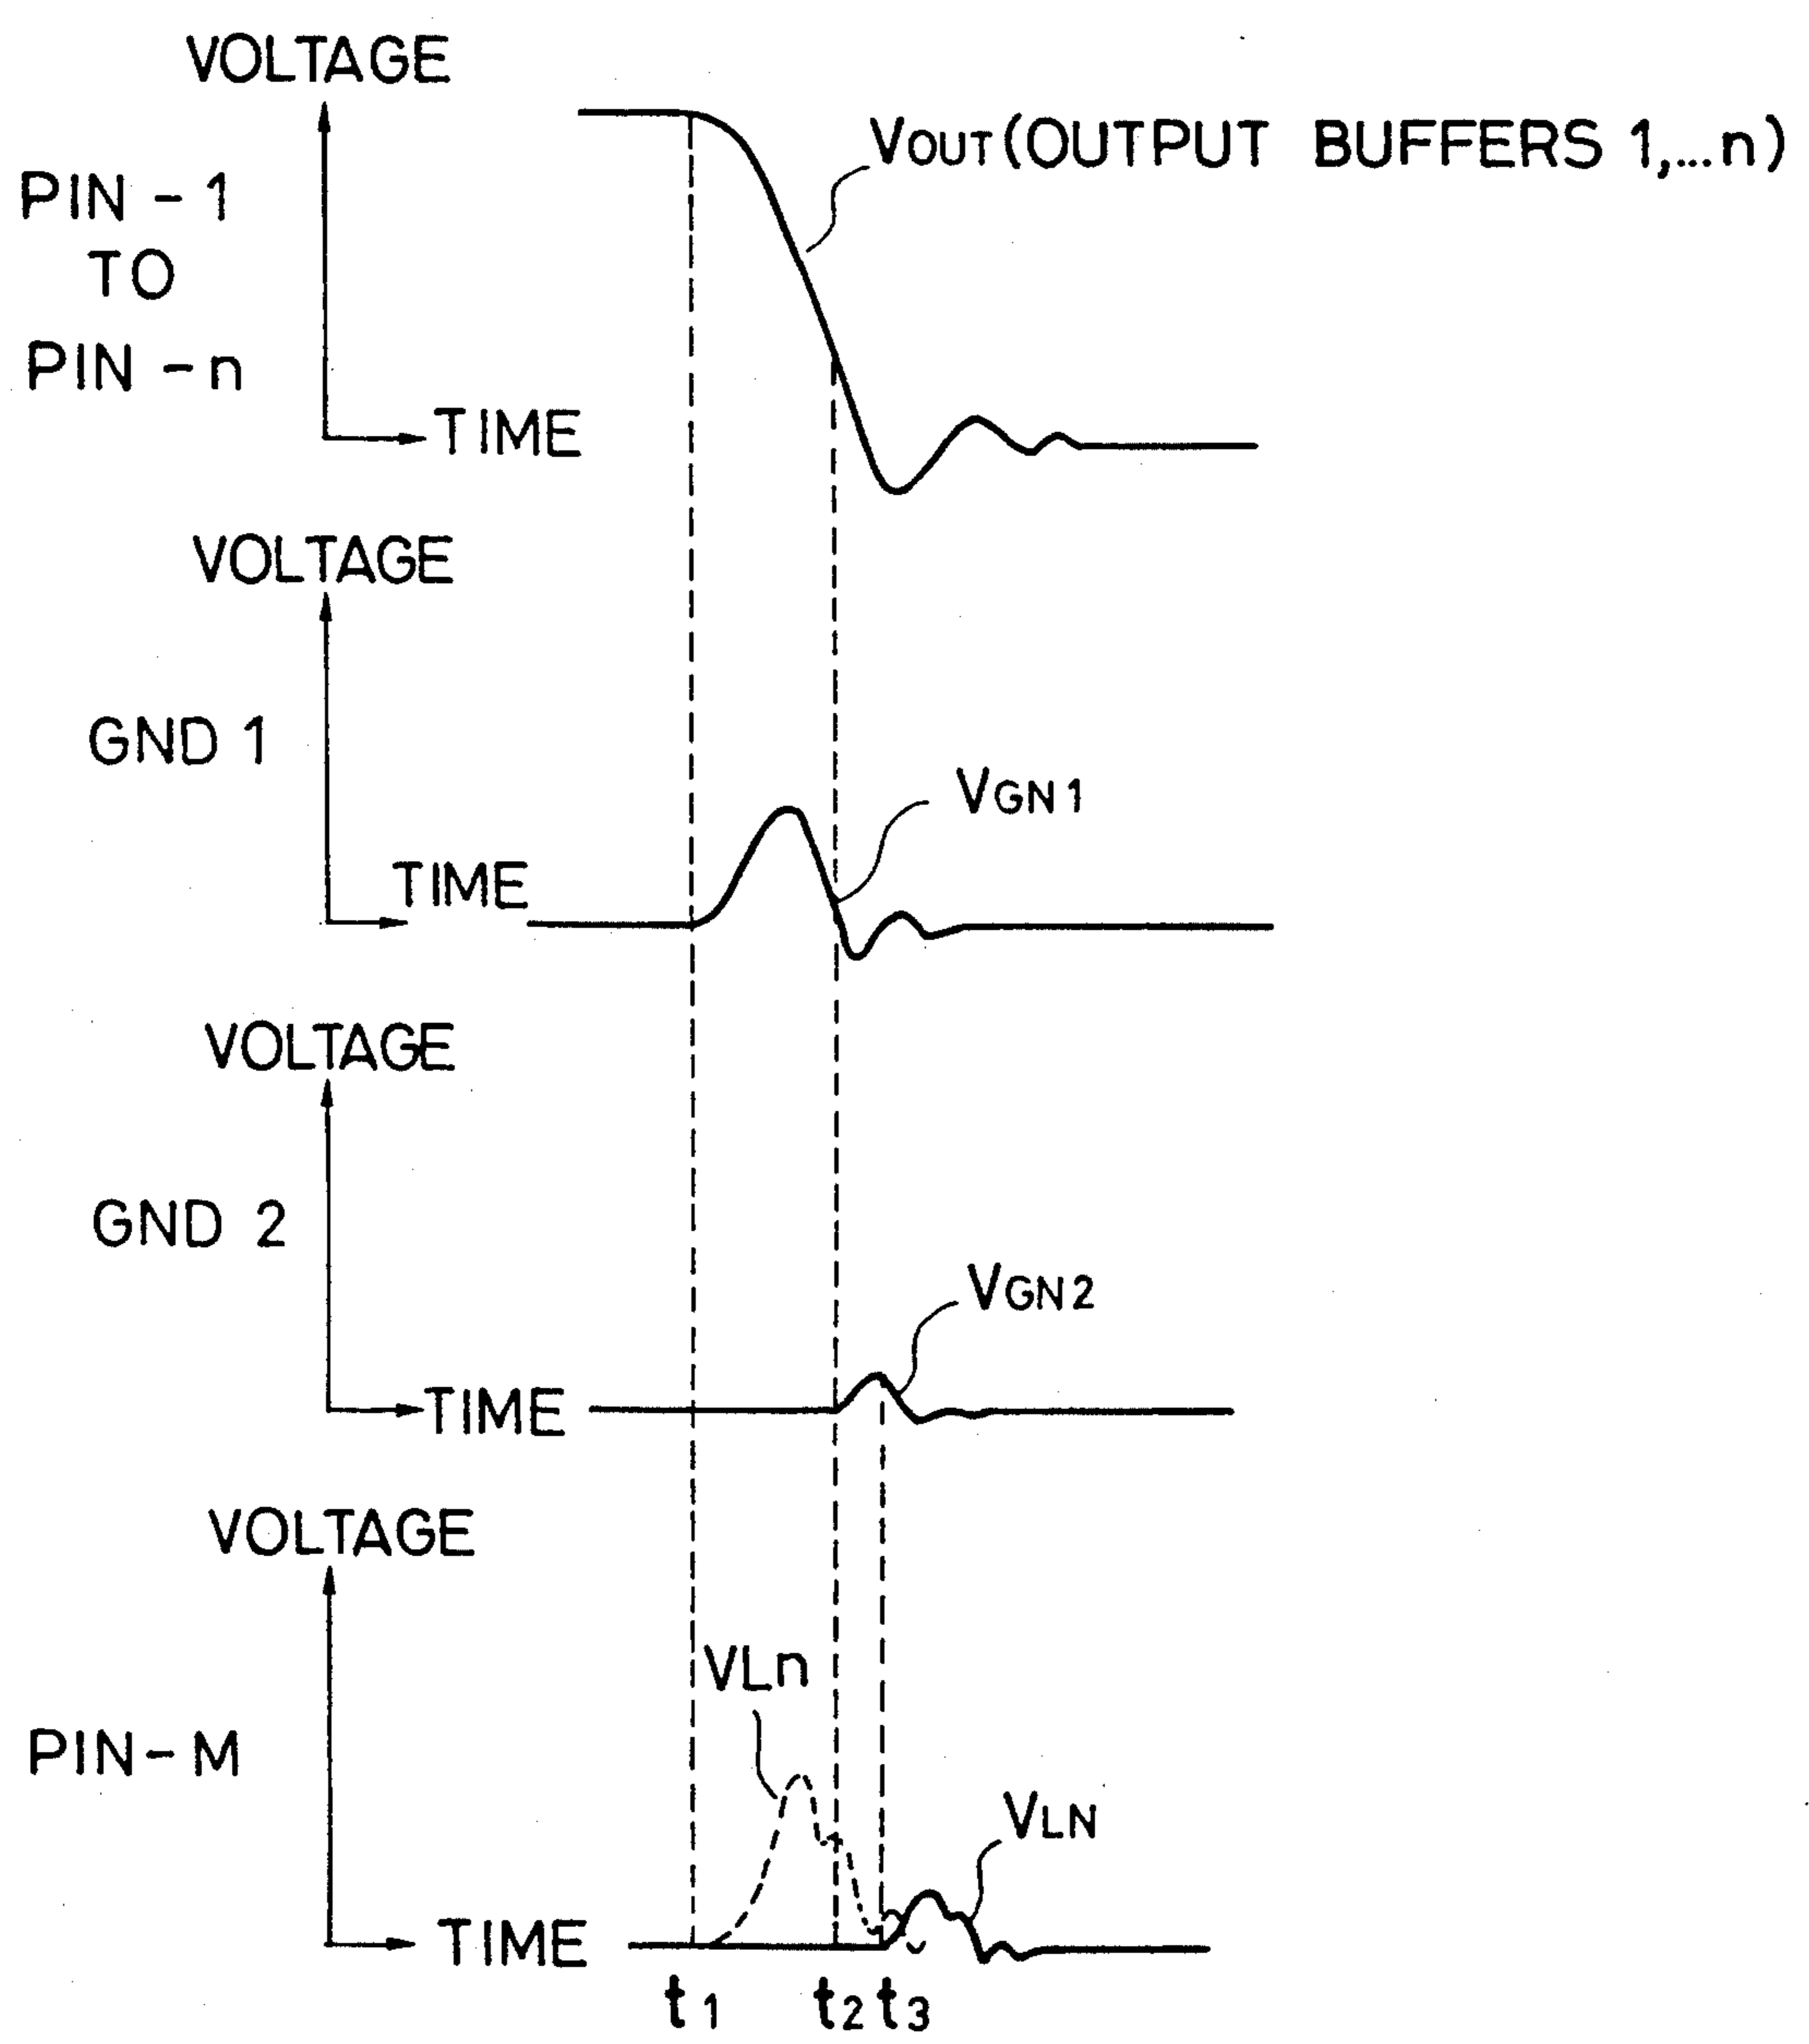 VOLTAGE
VOUT (OUTPUT BUFFERS 1,...n)
PIN - 1
TO
PIN - n
TIME
VOLTAGE
GND 1
VGN1
TIME
VOLTAGE
GND 2
VGN2
TIME
VOLTAGE
VLn
PIN-M
VLN
TIME
t1 t2 t3